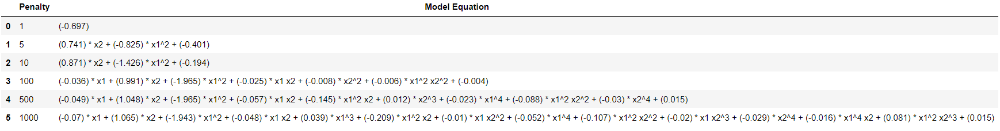 Penalty Model Equation
0 1 (-0.697)
1 5 (0.741) * x2 + (-0.825) * x1^2 + (-0.401)
2 10 (0.871) * x2 + (-1.426) * x1^2 + (-0.194)
3 100 (-0.036) * x1 + (0.991) * x2 + (-1.965) * x1^2 + (-0.025) * x1 x2 + (-0.008) * x2^2 + (-0.006) * x1^2 x2^2 + (-0.004)
4 500 (-0.049) * x1 + (1.048) * x2 + (-1.965) * x1^2 + (-0.057) * x1 x2 + (-0.145) * x1^2 x2 + (0.012) * x2^3 + (-0.023) * x1^4 + (-0.088) * x1^2 x2^2 + (-0.03) * x2^4 + (0.015)
5 1000 (-0.07) * x1 + (1.065) * x2 + (-1.943) * x1^2 + (-0.048) * x1 x2 + (0.039) * x1^3 + (-0.209) * x1^2 x2 + (-0.01) * x1 x2^2 + (-0.052) * x1^4 + (-0.107) * x1^2 x2^2 + (-0.02) * x1 x2^3 + (-0.029) * x2^4 + (-0.016) * x1^4 x2 + (0.081) * x1^2 x2^3 + (0.015)